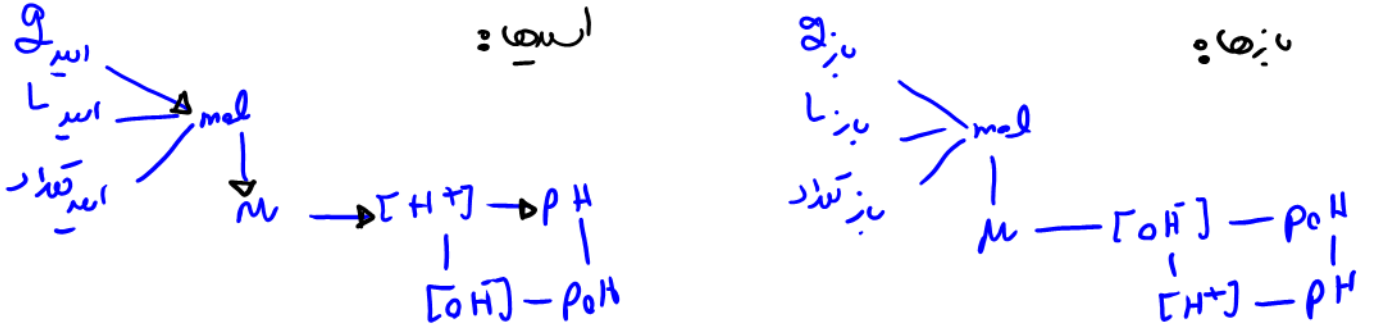 اسیدها:
g اسید
L اسید
mol
تعداد اسید
M → [H+] → pH
[OH-] – pOH
بازها:
g باز
L باز
mol
تعداد باز
M – [OH-] – pOH
[H+] – pH